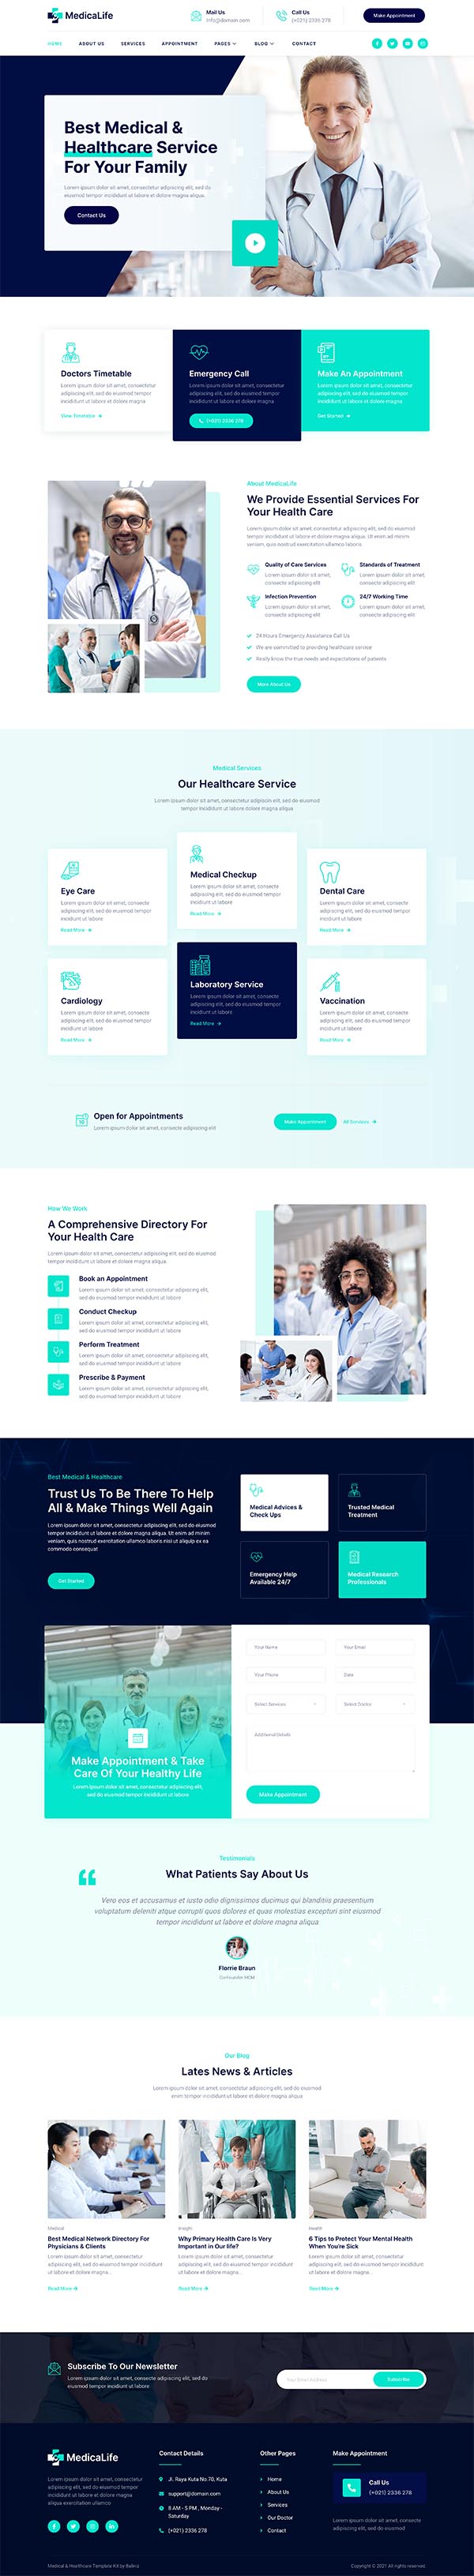 MedicaLife
Mail Us
Info@domain.com
Call Us
(+021) 2336 278
Make Appointment
HOME ABOUT US SERVICES APPOINTMENT PAGES BLOG CONTACT
Best Medical &
Healthcare Service
For Your Family
Lorem ipsum dolor sit amet, consectetur adipiscing elit, sed do
eiusmod tempor incididunt ut labore et dolore magna aliqua.
Contact Us
Doctors Timetable
Lorem ipsum dolor sit amet, consectetur
adipiscing elit, sed do eiusmod tempor
incididunt ut labore et dolore magna
View Timetable
Emergency Call
Lorem ipsum dolor sit amet, consectetur
adipiscing elit, sed do eiusmod tempor
incididunt ut labore et dolore magna
(+021) 2336 278
Make An Appointment
Lorem ipsum dolor sit amet, consectetur
adipiscing elit, sed do eiusmod tempor
incididunt ut labore et dolore magna
Get Started
About MedicaLife
We Provide Essential Services For
Your Health Care
Lorem ipsum dolor sit amet, consectetur adipiscing elit, sed do eiusmod
tempor incididunt ut labore et dolore magna aliqua. Ut enim ad minim
veniam, quis nostrud exercitation ullamco laboris nisi
Quality of Care Services
Lorem ipsum dolor sit amet,
consectetur adipiscing elit
Standards of Treatment
Lorem ipsum dolor sit amet,
consectetur adipiscing elit
Infection Prevention
Lorem ipsum dolor sit amet,
consectetur adipiscing elit
24/7 Working Time
Lorem ipsum dolor sit amet,
consectetur adipiscing elit
24 Hours Emergency Assistance Call Us
We are committed to providing healthcare service
Really know the true needs and expectations of patients
More About Us
Medical Services
Our Healthcare Service
Lorem ipsum dolor sit amet, consectetur adipiscing elit, sed do eiusmod
tempor incididunt ut labore et dolore magna aliqua
Eye Care
Lorem ipsum dolor sit amet, consecte
adipiscing elit, sed do eiusmod tempor
incididunt ut labore
Read More
Medical Checkup
Lorem ipsum dolor sit amet, consecte
adipiscing elit, sed do eiusmod tempor
incididunt ut labore
Read More
Dental Care
Lorem ipsum dolor sit amet, consecte
adipiscing elit, sed do eiusmod tempor
incididunt ut labore
Read More
Cardiology
Lorem ipsum dolor sit amet, consecte
adipiscing elit, sed do eiusmod tempor
incididunt ut labore
Read More
Laboratory Service
Lorem ipsum dolor sit amet, consecte
adipiscing elit, sed do eiusmod tempor
incididunt ut labore
Read More
Vaccination
Lorem ipsum dolor sit amet, consecte
adipiscing elit, sed do eiusmod tempor
incididunt ut labore
Read More
Open for Appointments
Lorem ipsum dolor sit amet, consecte adipiscing elit
Make Appointment
All Services
How We Work
A Comprehensive Directory For
Your Health Care
Lorem ipsum dolor sit amet, consectetur adipiscing elit, sed do eiusmod
tempor incididunt ut labore et dolore magna aliqua.
Book an Appointment
Lorem ipsum dolor sit amet, consectetur adipiscing elit,
sed do eiusmod tempor incididunt ut labore
Conduct Checkup
Lorem ipsum dolor sit amet, consectetur adipiscing elit,
sed do eiusmod tempor incididunt ut labore
Perform Treatment
Lorem ipsum dolor sit amet, consectetur adipiscing elit,
sed do eiusmod tempor incididunt ut labore
Prescribe & Payment
Lorem ipsum dolor sit amet, consectetur adipiscing elit,
sed do eiusmod tempor incididunt ut labore
Best Medical & Healthcare
Trust Us To Be There To Help
All & Make Things Well Again
Lorem ipsum dolor sit amet, consectetur adipiscing elit, sed do eiusmod
tempor incididunt ut labore et dolore magna aliqua. Ut enim ad minim
veniam, quis nostrud exercitation ullamco laboris nisi ut aliquip ex ea
commodo consequat
Get Started
Medical Advices &
Check Ups
Trusted Medical
Treatment
Emergency Help
Available 24/7
Medical Research
Professionals
Make Appointment & Take
Care Of Your Healthy Life
Lorem ipsum dolor sit amet, consectetur adipiscing elit,
sed do eiusmod tempor incididunt ut labore
Your Name
Your Email
Your Phone
Date
Select Services
Select Doctor
Additional Details
Make Appointment
Testimonials
What Patients Say About Us
Vero eos et accusamus et iusto odio dignissimos ducimus qui blanditiis praesentium
voluptatum deleniti atque corrupti quos dolores et quas molestias excepturi sint eiusmod
tempor incididunt ut labore et dolore magna aliqua
Florrie Braun
Our Blog
Lates News & Articles
Lorem ipsum dolor sit amet, consectetur adipiscing elit, sed do eiusmod
enim tempor incididunt ut labore et dolore magna aliqua
Medical
Best Medical Network Directory For
Physicians & Clients
Lorem ipsum dolor sit amet, consectetur
adipiscing elit, sed do eiusmod tempor incididunt
ut labore et dolore magna
Read More
Insight
Why Primary Health Care Is Very
Important in Our life?
Lorem ipsum dolor sit amet, consectetur
adipiscing elit, sed do eiusmod tempor incididunt
ut labore et dolore magna
Read More
Health
6 Tips to Protect Your Mental Health
When You're Sick
Lorem ipsum dolor sit amet, consectetur
adipiscing elit, sed do eiusmod tempor incididunt
ut labore et dolore magna
Read More
Subscribe To Our Newsletter
Lorem ipsum dolor sit amet, consectetur adipiscing elit, sed do
eiusmod tempor incididunt ut labore et dolore
Your Email Address
Subscribe
MedicaLife
Lorem ipsum dolor sit amet,
consectetur adipiscing elit, sed
do eiusmod tempor incididunt
ut labore et dolore magna
aliqua exercitation ullamco
Contact Details
Jl. Raya Kuta No.70, Kuta
support@domain.com
8 AM - 5 PM , Monday -
Saturday
(+021) 2336 278
Other Pages
Home
About Us
Services
Our Doctor
Contact
Make Appointment
Call Us
(+021) 2336 278
Lorem ipsum dolor sit amet,
consectetur adipiscing elit, sed do
Medical & Healthcare Template Kit by Baliniz
Copyright © 2021 All rights reserved